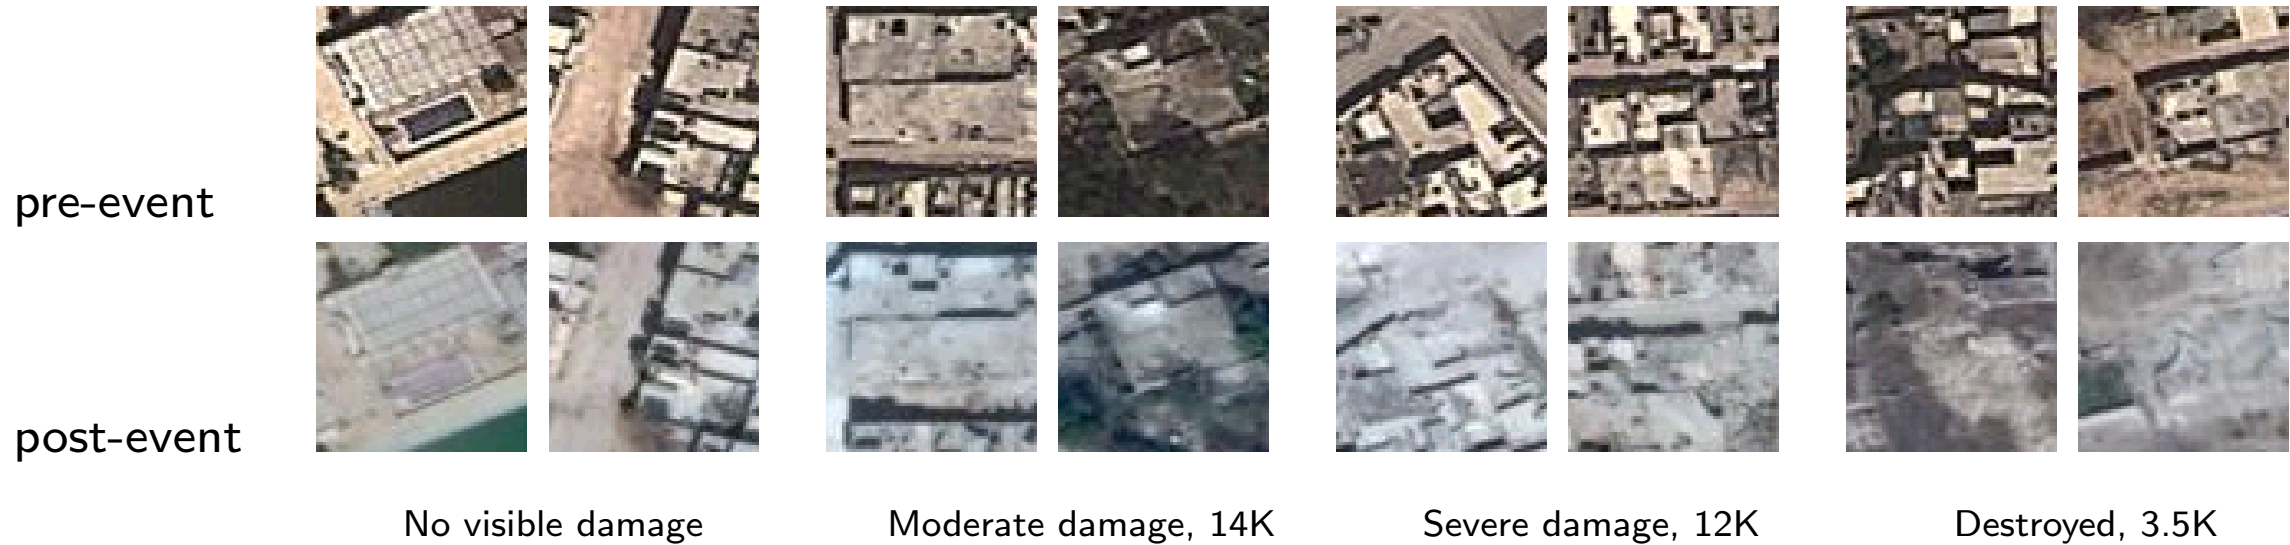 pre-event
post-event
No visible damage
Moderate damage, 14K
Severe damage, 12K
Destroyed, 3.5K